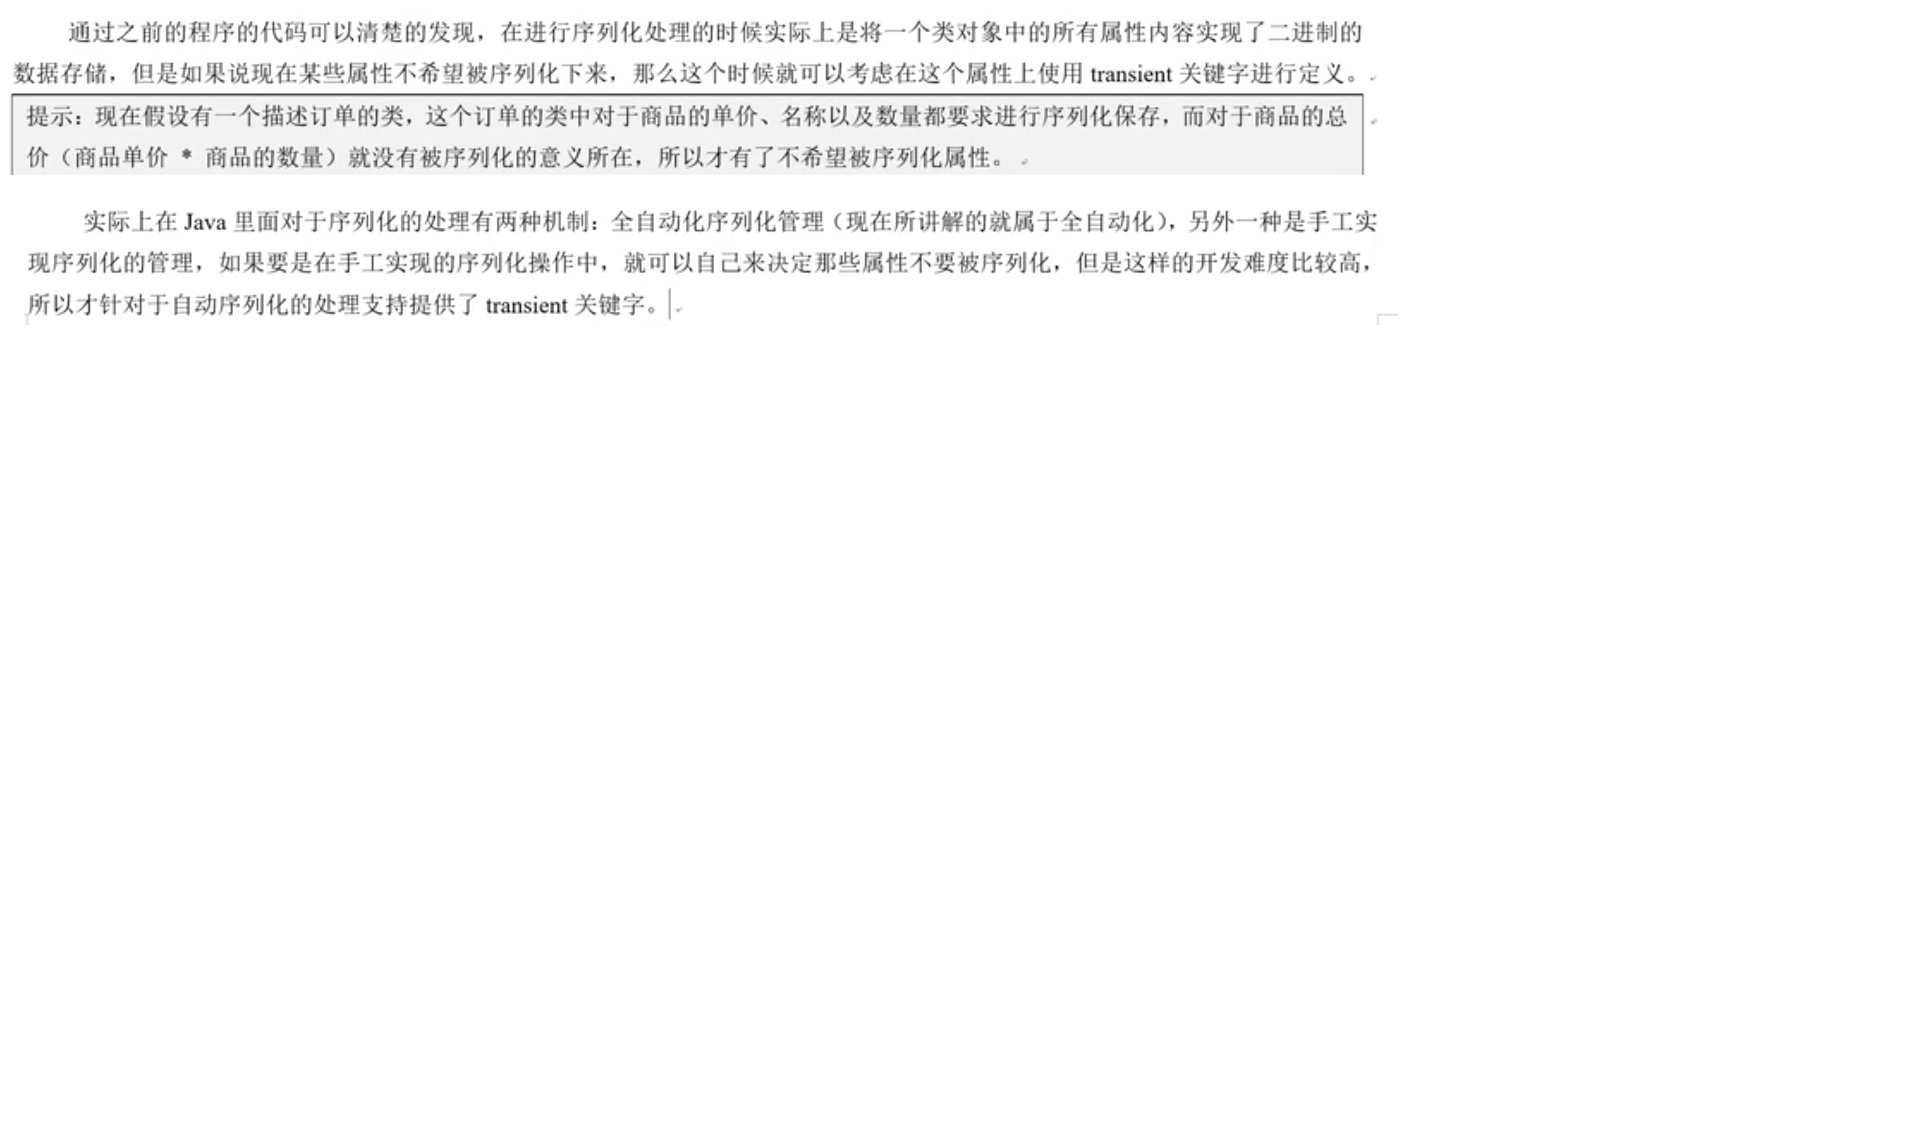 通过之前的程序的代码可以清楚的发现，在进行序列化处理的时候实际上是将一个类对象中的所有属性内容实现了二进制的
数据存储，但是如果说现在某些属性不希望被序列化下来，那么这个时候就可以考虑在这个属性上使用 transient 关键字进行定义。
提示：现在假设有一个描述订单的类，这个订单的类中对于商品的单价、名称以及数量都要求进行序列化保存，而对于商品的总
价（商品单价 * 商品的数量）就没有被序列化的意义所在，所以才有了不希望被序列化属性。
实际上在 Java 里面对于序列化的处理有两种机制：全自动化序列化管理（现在所讲解的就属于全自动化），另外一种是手工实
现序列化的管理，如果要是在手工实现的序列化操作中，就可以自己来决定那些属性不要被序列化，但是这样的开发难度比较高，
所以才针对于自动序列化的处理支持提供了 transient 关键字。